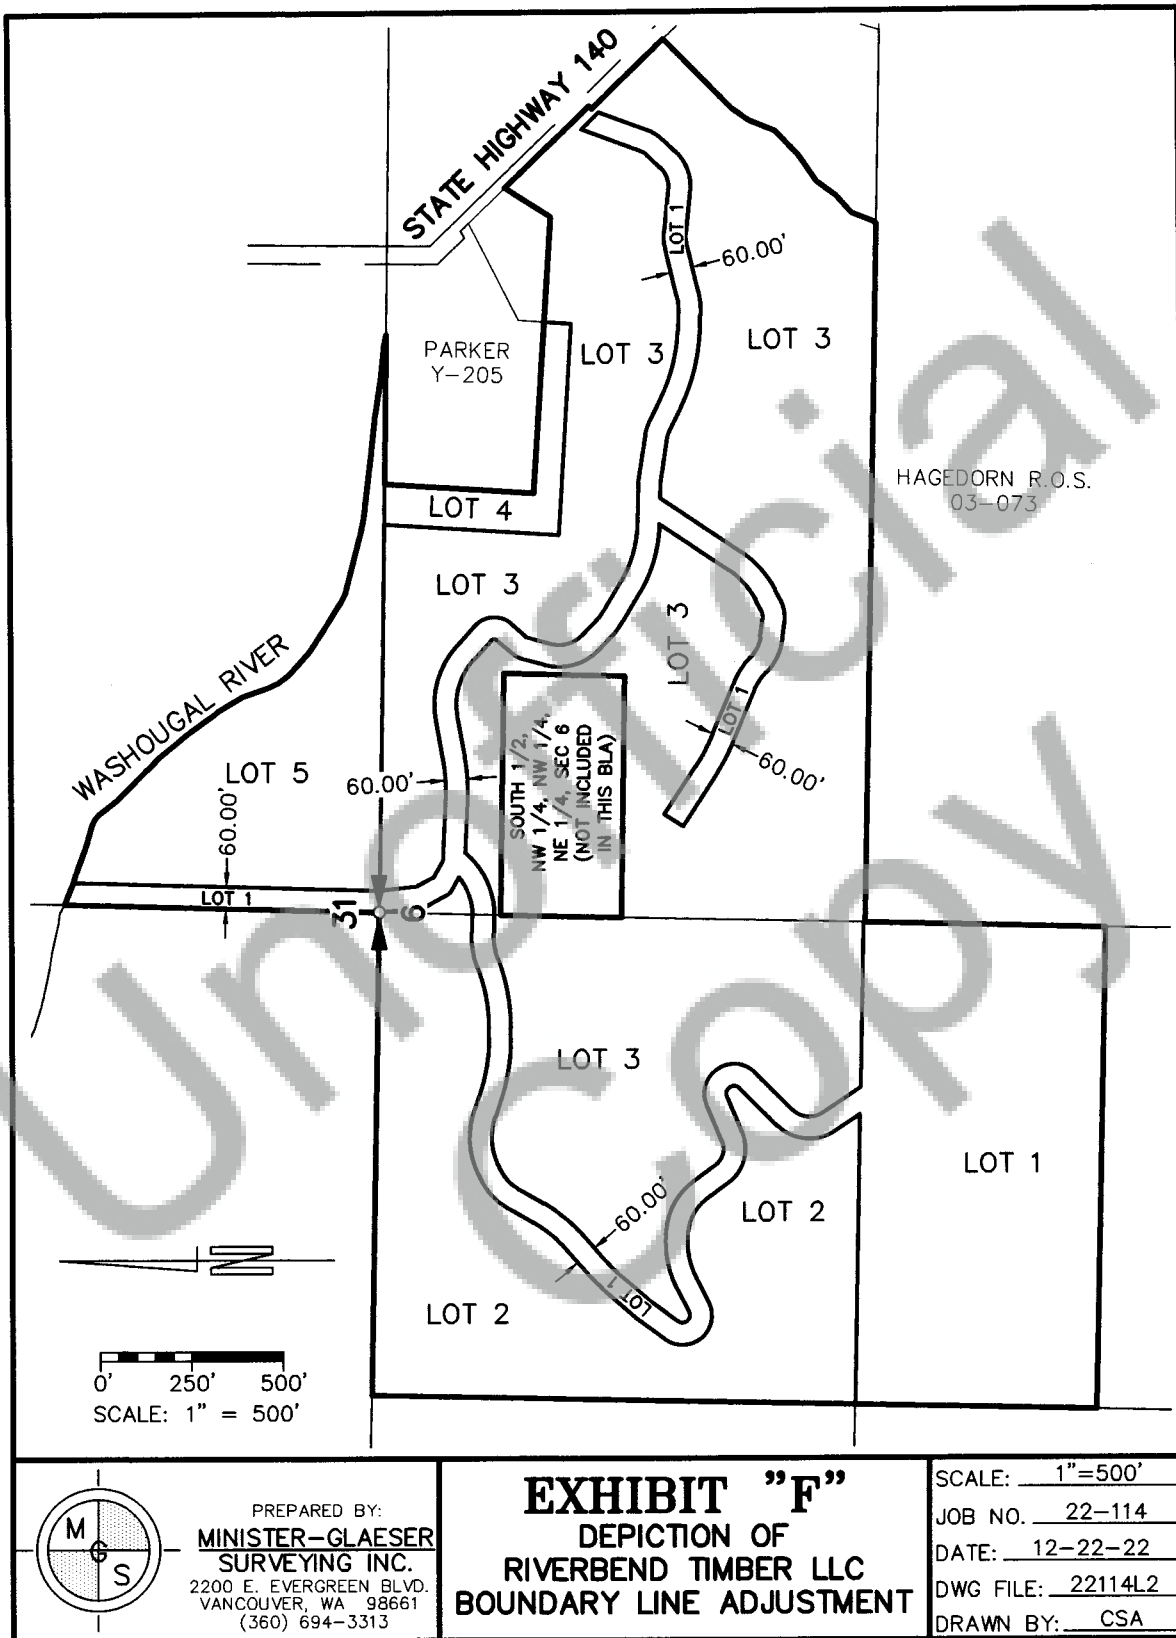 STATE HIGHWAY 140
LOT 1
60.00'
LOT 3
LOT 3
PARKER
Y-205
HAGEDORN R.O.S.
03-073
LOT 4
LOT 3
LOT 3
WASHOUGAL RIVER
LOT 1
60.00'
SOUTH 1/2,
NW 1/4, NW 1/4,
NE 1/4, SEC 6
(NOT INCLUDED
IN THIS BLA)
LOT 5
60.00'
60.00'
LOT 1
31
6
LOT 3
LOT 1
LOT 2
60.00'
LOT 1
LOT 2
N
0' 250' 500'
SCALE: 1" = 500'
Unofficial
Copy
M
G
S
PREPARED BY:
MINISTER-GLAESER
SURVEYING INC.
2200 E. EVERGREEN BLVD.
VANCOUVER, WA 98661
(360) 694-3313
EXHIBIT "F"
DEPICTION OF
RIVERBEND TIMBER LLC
BOUNDARY LINE ADJUSTMENT
SCALE: 1"=500'
JOB NO. 22-114
DATE: 12-22-22
DWG FILE: 22114L2
DRAWN BY: CSA